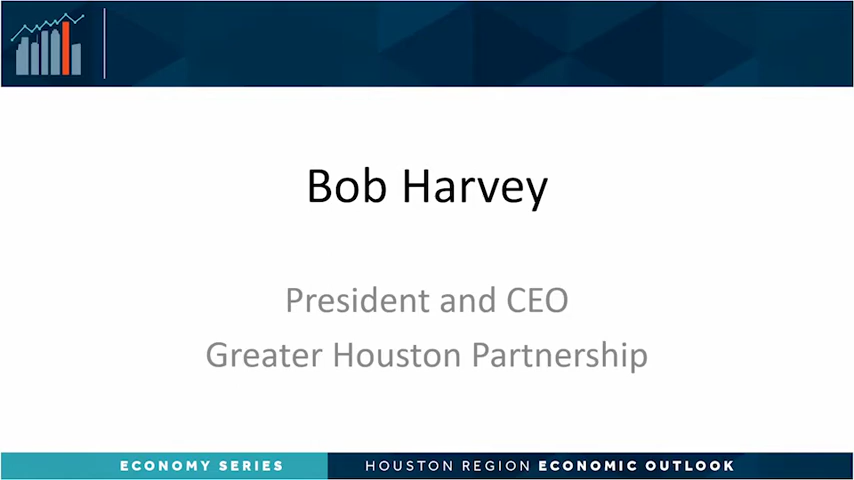 Bob Harvey
President and CEO
Greater Houston Partnership
ECONOMY SERIES
HOUSTON REGION ECONOMIC OUTLOOK